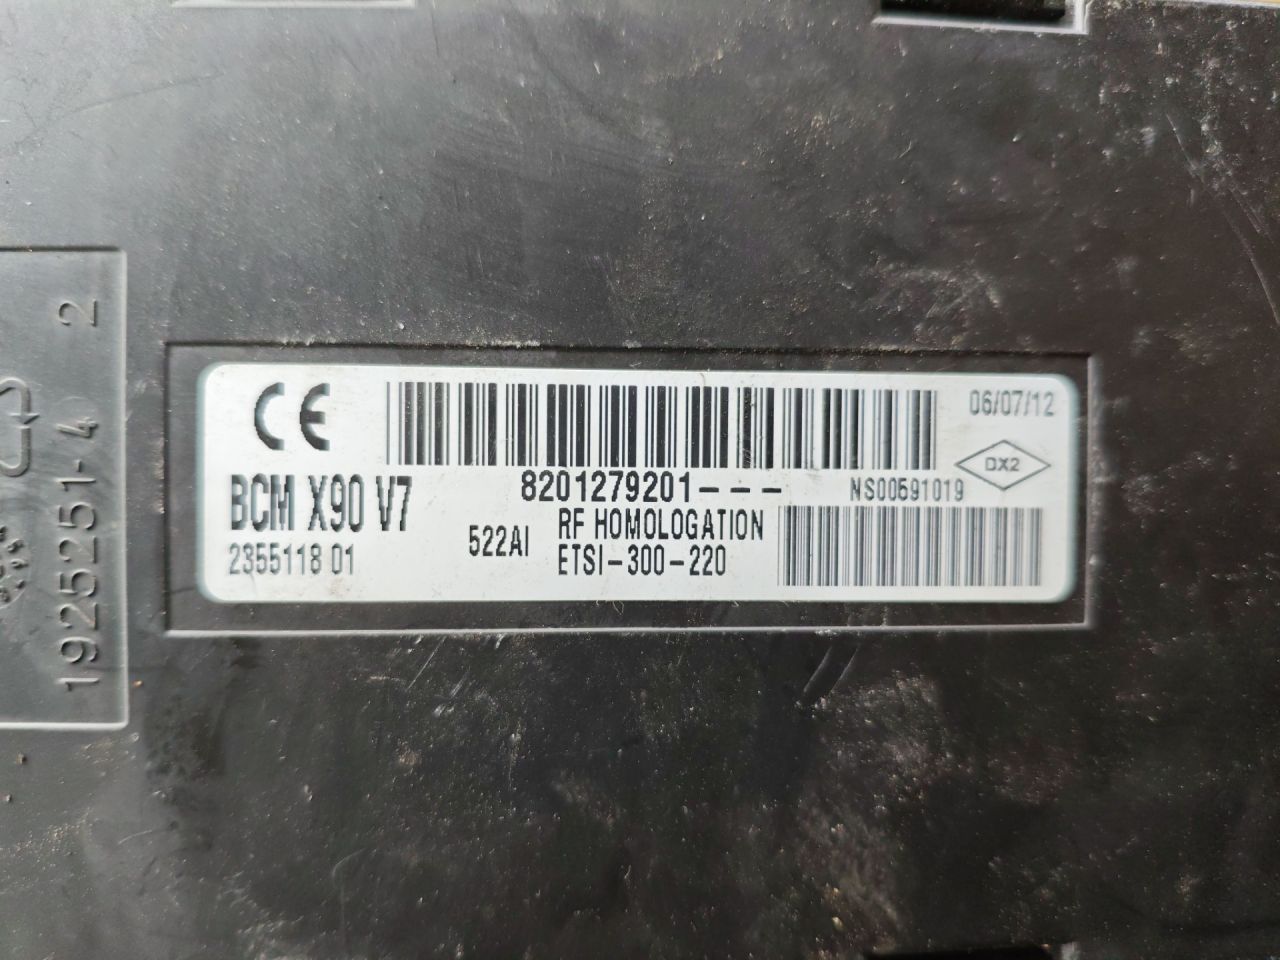 CE
06/07/12
DX2
BCM X90 V7
8201279201---
NS00591019
522AI
RF HOMOLOGATION
2355118 01
ETSI-300-220
1925251-4 2